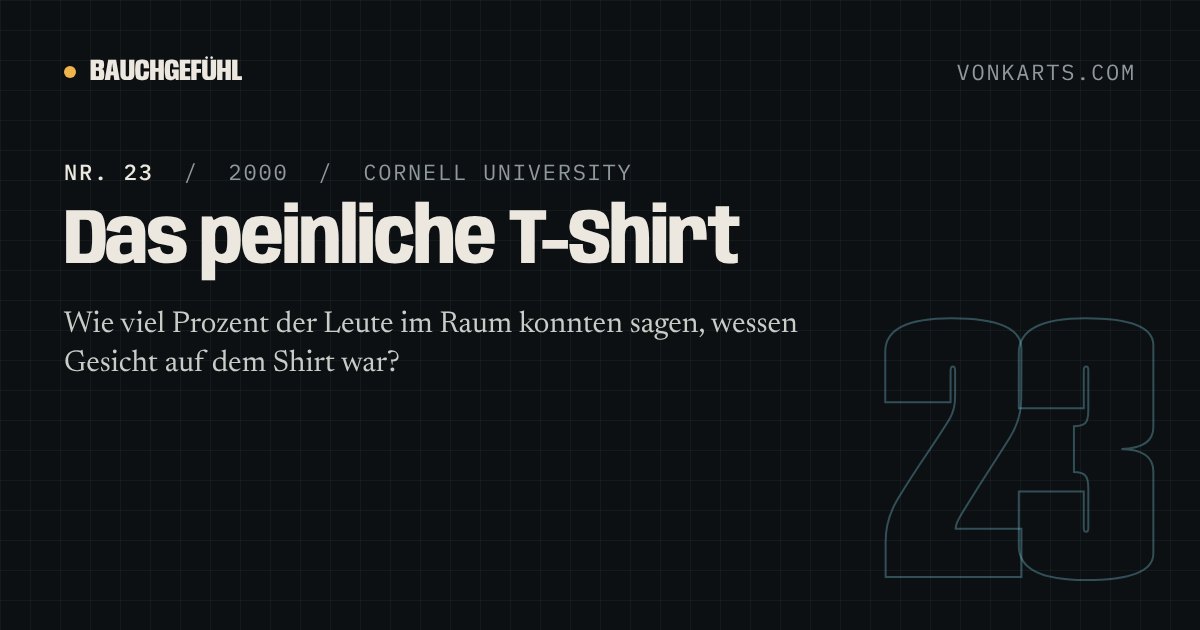 BAUCHGEFÜHL
VONKARTS.COM
NR. 23 / 2000 / CORNELL UNIVERSITY
Das peinliche T-Shirt
Wie viel Prozent der Leute im Raum konnten sagen, wessen
Gesicht auf dem Shirt war?
23